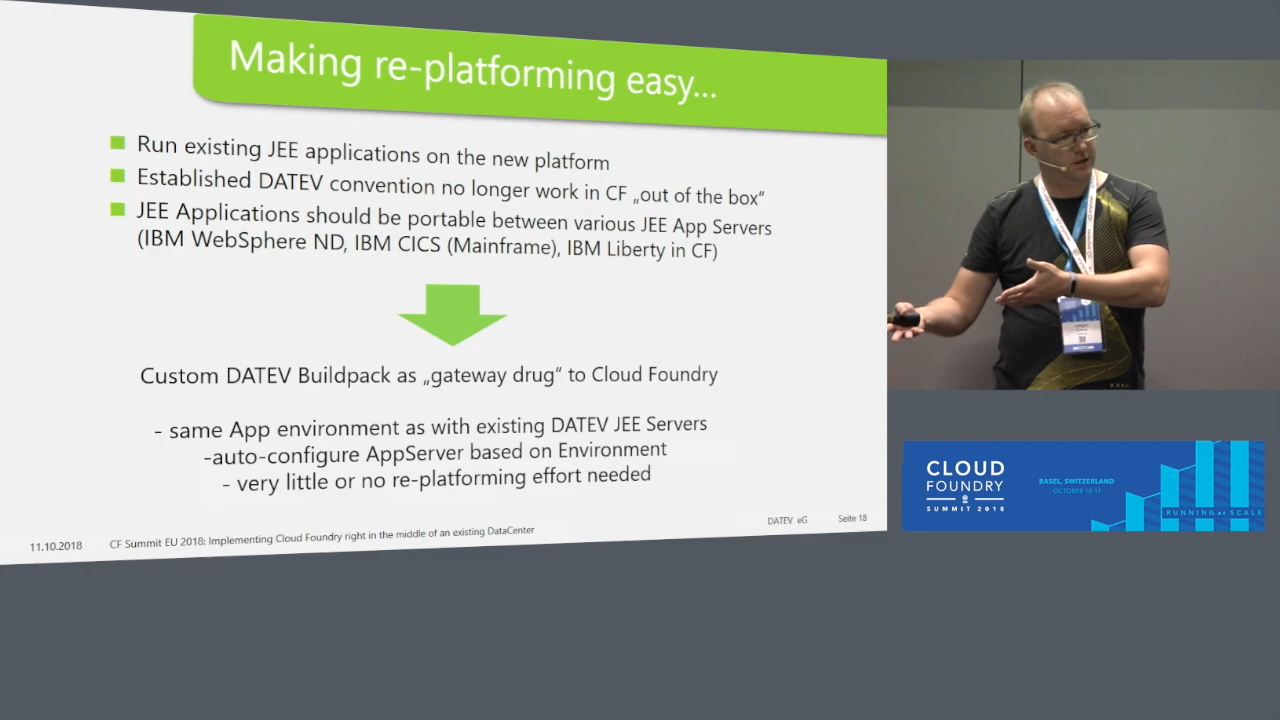 Making re-platforming easy...
Run existing JEE applications on the new platform
Established DATEV convention no longer work in CF „out of the box“
JEE Applications should be portable between various JEE App Servers
(IBM WebSphere ND, IBM CICS (Mainframe), IBM Liberty in CF)
Custom DATEV Buildpack as „gateway drug“ to Cloud Foundry
- same App environment as with existing DATEV JEE Servers
-auto-configure AppServer based on Environment
- very little or no re-platforming effort needed
11.10.2018
CF Summit EU 2018: Implementing Cloud Foundry right in the middle of an existing DataCenter
DATEV eG
Seite 18
CLOUD
FOUNDRY
SUMMIT 2018
BASEL, SWITZERLAND
OCTOBER 10-11
RUNNING AT SCALE